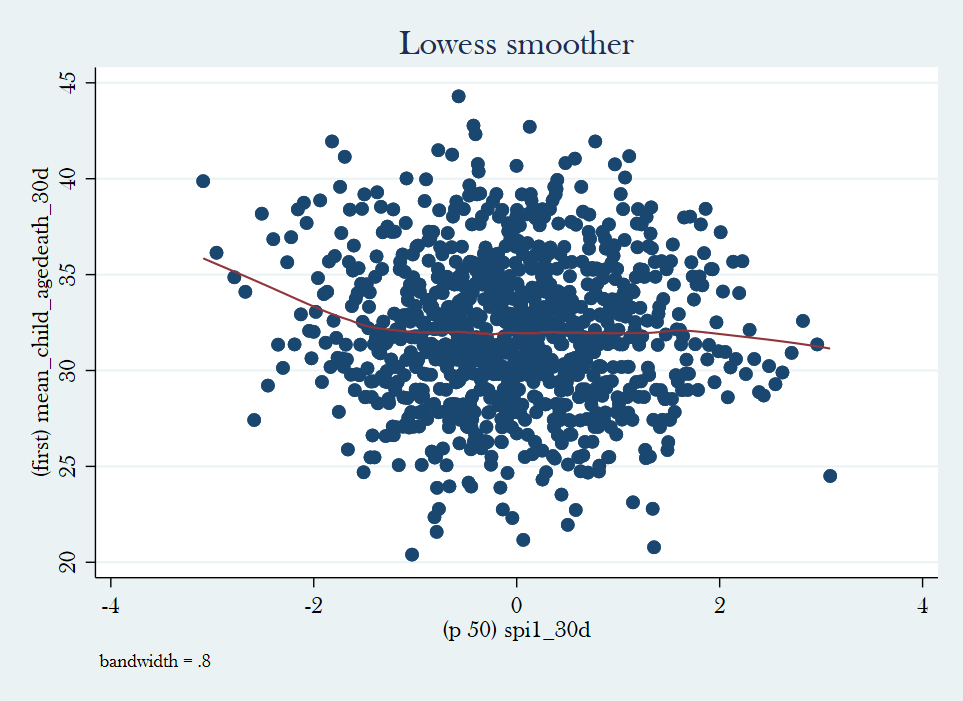 Lowess smoother
(first) mean_child_agedeath_30d
45
40
35
30
25
20
-4 -2 0 2 4
(p 50) spi1_30d
bandwidth = .8